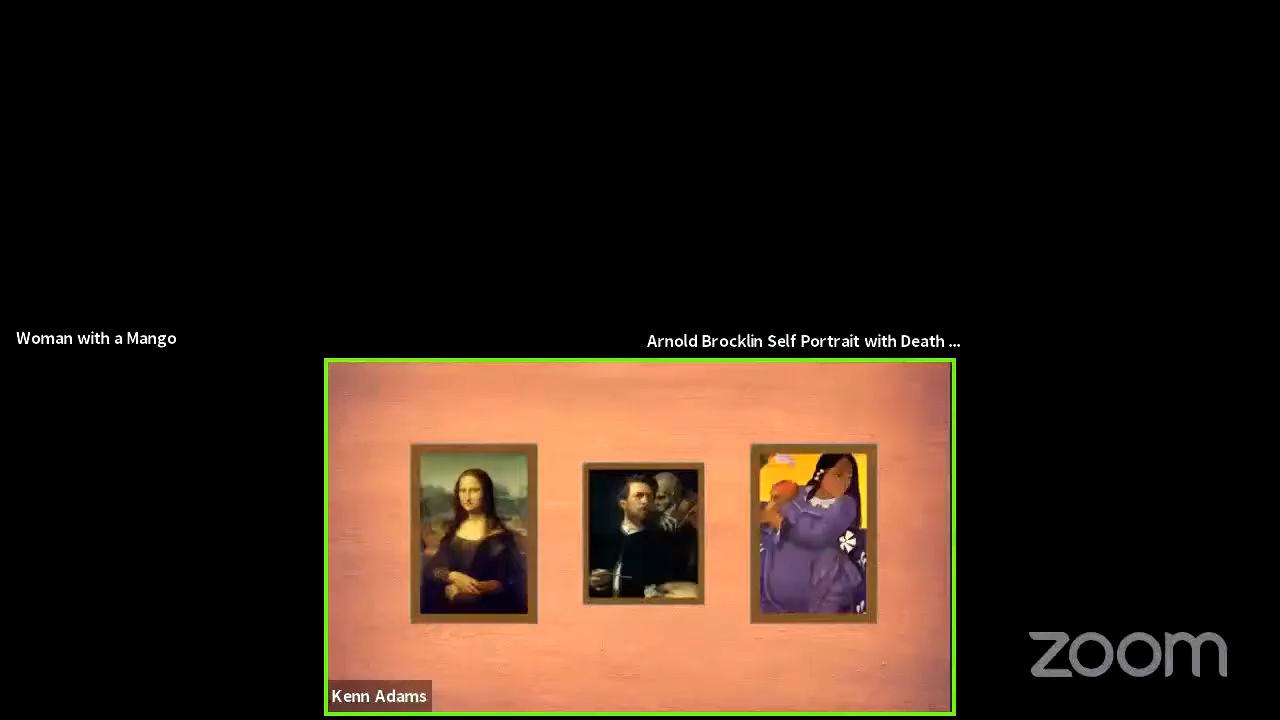 Woman with a Mango
Arnold Brocklin Self Portrait with Death ...
Kenn Adams
zoom